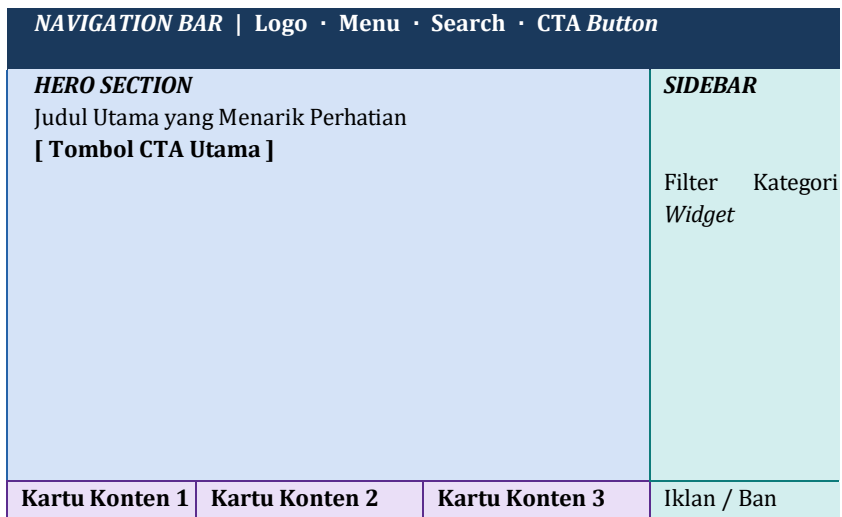 NAVIGATION BAR | Logo · Menu · Search · CTA Button
HERO SECTION
Judul Utama yang Menarik Perhatian
[ Tombol CTA Utama ]
SIDEBAR
Filter Kategori
Widget
Kartu Konten 1
Kartu Konten 2
Kartu Konten 3
Iklan / Ban